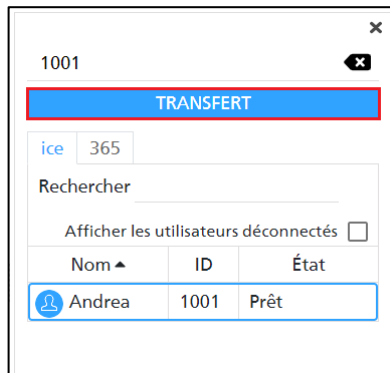 1001
TRANSFERT
ice 365
Rechercher
Afficher les utilisateurs déconnectés
Nom ID État
Andrea 1001 Prêt